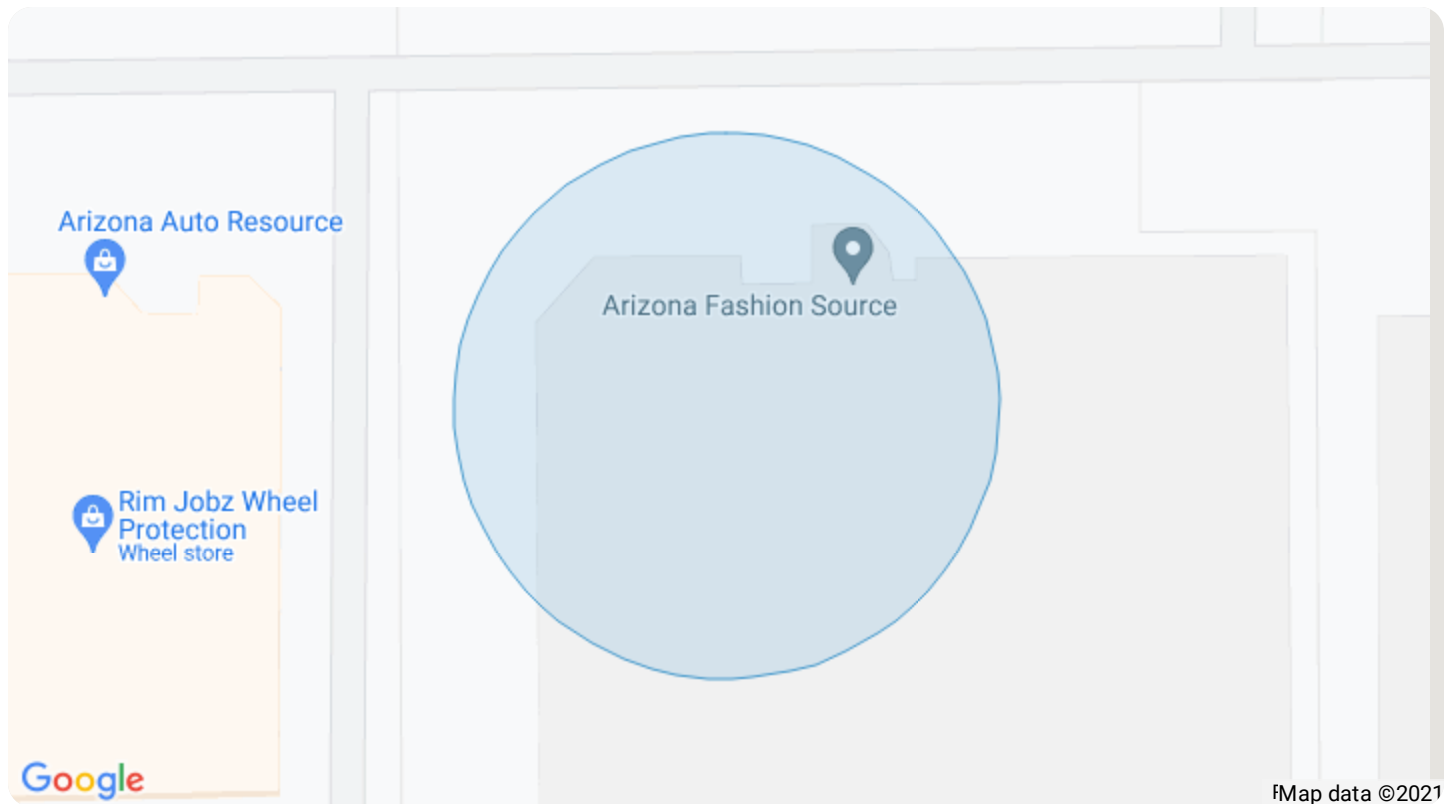 Arizona Auto Resource
Arizona Fashion Source
Rim Jobz Wheel
Protection
Wheel store
Google
Map data ©2021